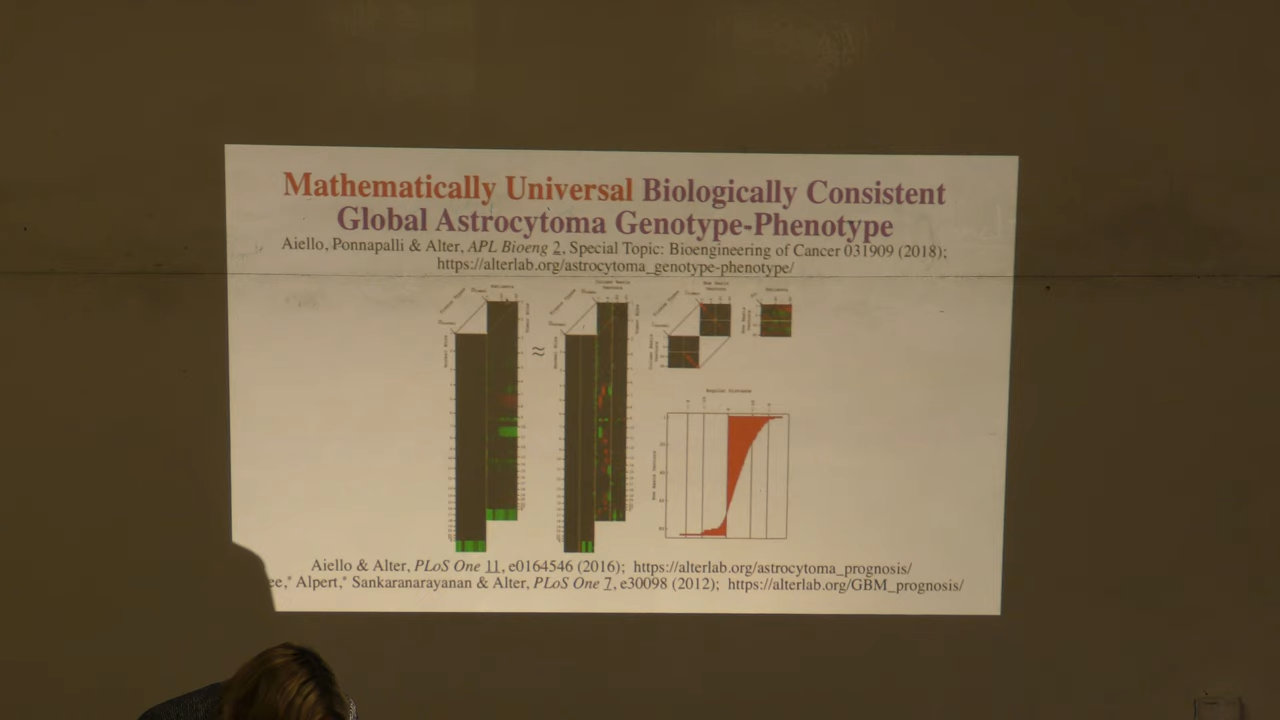 Mathematically Universal Biologically Consistent
Global Astrocytoma Genotype-Phenotype
Aiello, Ponnapalli & Alter, APL Bioeng 2, Special Topic: Bioengineering of Cancer 031909 (2018);
https://alterlab.org/astrocytoma_genotype-phenotype/
≈
Angular Distance
Aiello & Alter, PLoS One 11, e0164546 (2016); https://alterlab.org/astrocytoma_prognosis/
Alpert,* Sankaranarayanan & Alter, PLoS One 7, e30098 (2012); https://alterlab.org/GBM_prognosis/